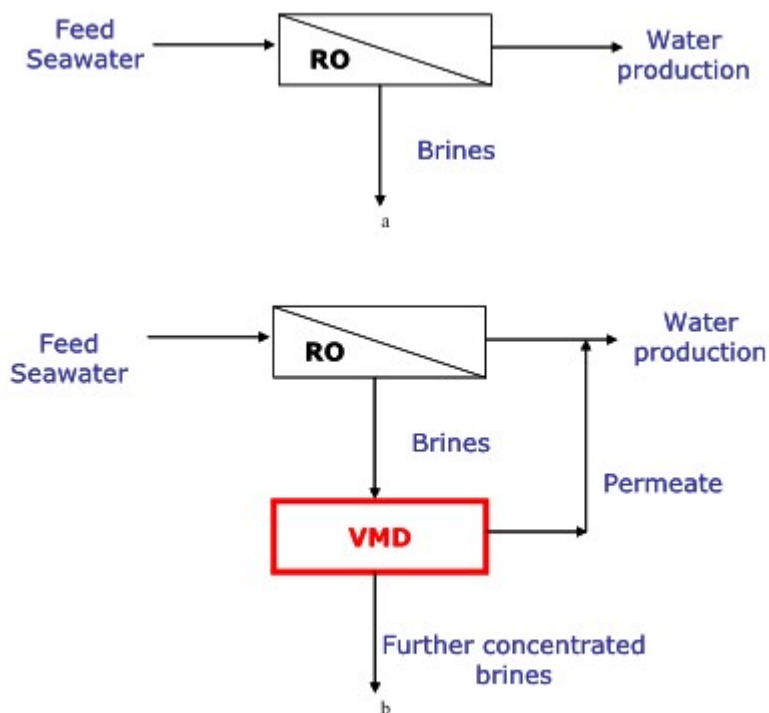 Feed
Seawater
RO
Water
production
Brines
a
Feed
Seawater
RO
Water
production
Brines
Permeate
VMD
Further concentrated
brines
b